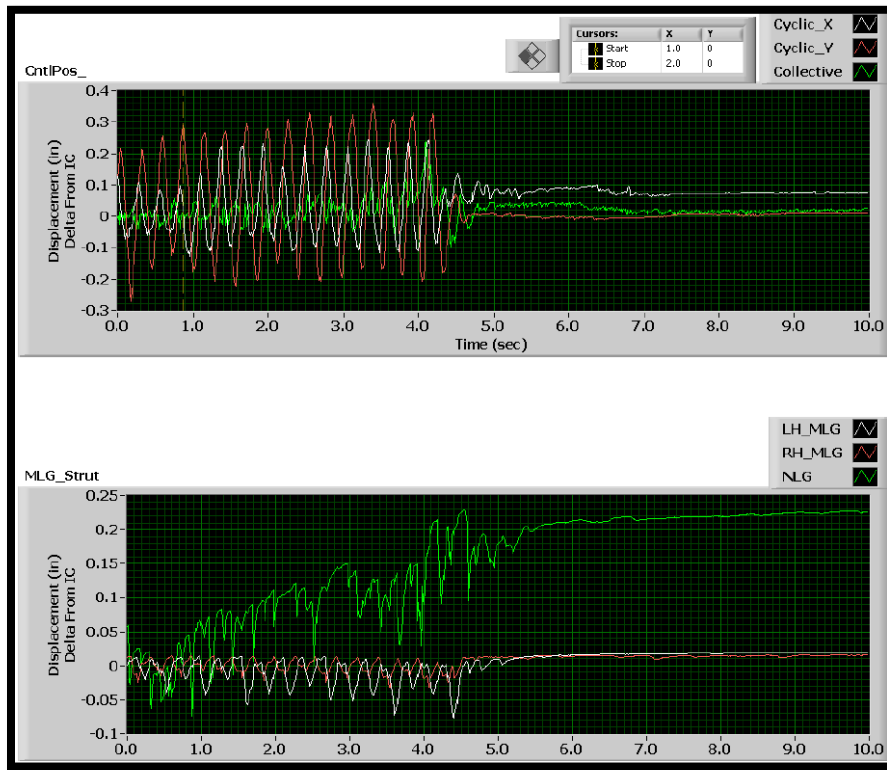 Cursors: X Y
Start 1.0 0
Stop 2.0 0
Cyclic_X
Cyclic_Y
Collective
CntlPos_
Displacement (in)
Delta From IC
0.4
0.3
0.2
0.1
0
-0.1
-0.2
-0.3
0.0 1.0 2.0 3.0 4.0 5.0 6.0 7.0 8.0 9.0 10.0
Time (sec)
LH_MLG
RH_MLG
NLG
MLG_Strut
Displacement (in)
Delta From IC
0.25
0.2
0.15
0.1
0.05
0
-0.05
-0.1
0.0 1.0 2.0 3.0 4.0 5.0 6.0 7.0 8.0 9.0 10.0